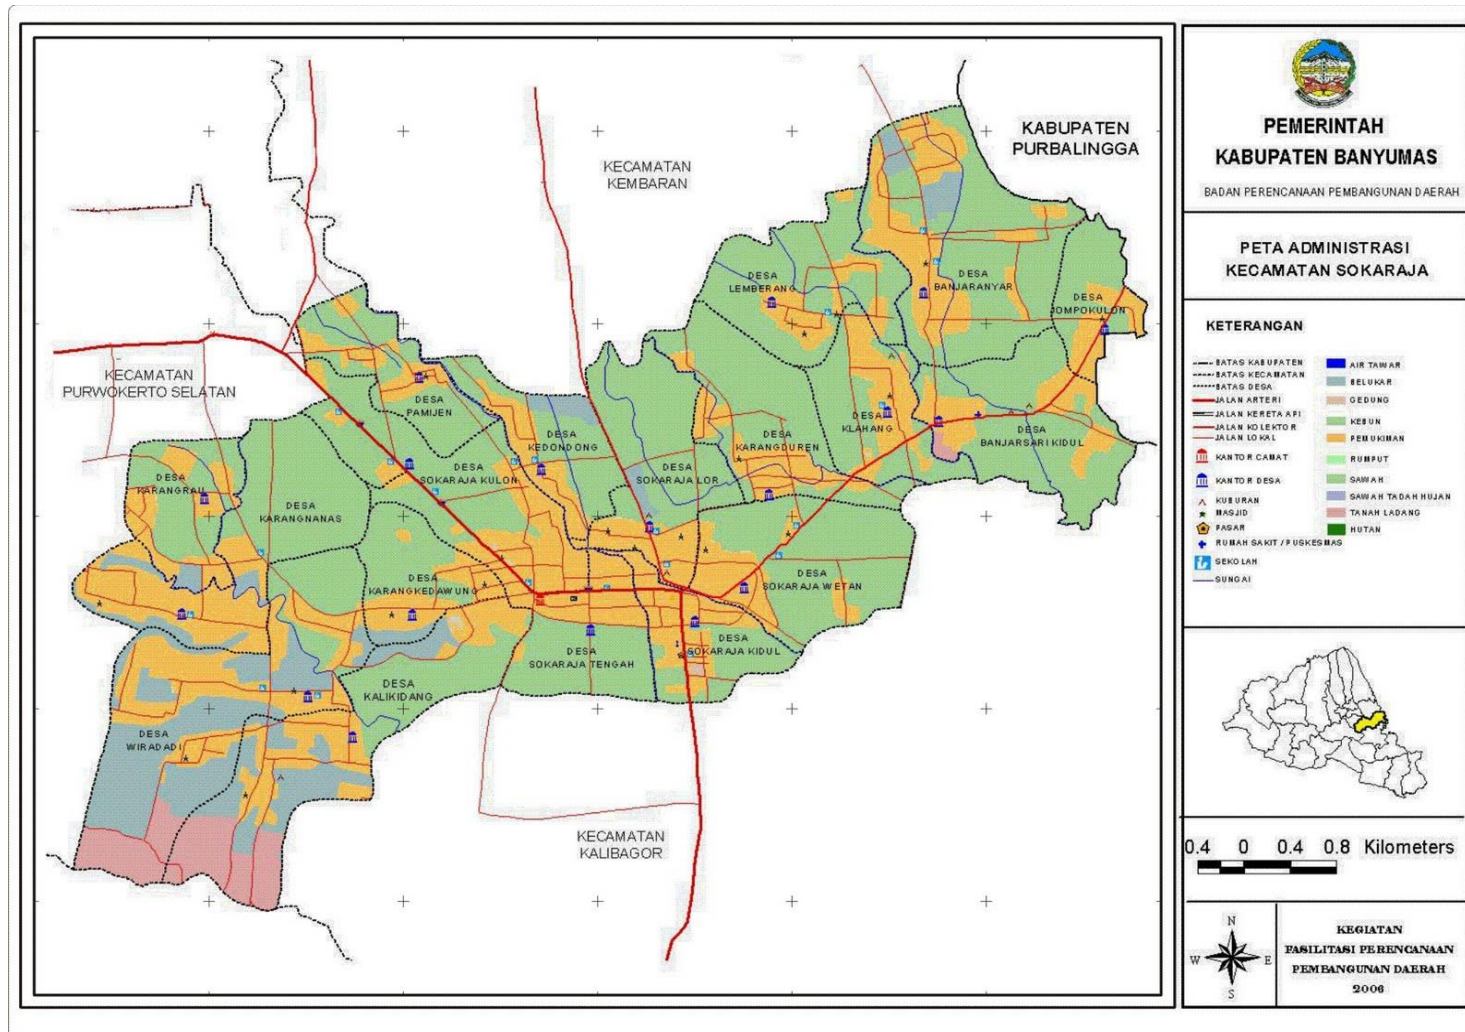 KABUPATEN
PURBALINGGA
KECAMATAN
KEMBARAN
KECAMATAN
PURWOKERTO SELATAN
DESA
LEMBERANG
DESA
BANJARANYAR
DESA
JOMPOKULON
DESA
PAMIJEN
DESA
KEDONDONG
DESA
KARANGDUREN
DESA
KLAHANG
DESA
BANJARSARI KIDUL
DESA
KARANGRAU
DESA
SOKARAJA KULON
DESA
SOKARAJA LOR
DESA
KARANGNANAS
DESA
KARANGKEDAWUNG
DESA
SOKARAJA WETAN
DESA
SOKARAJA TENGAH
DESA
SOKARAJA KIDUL
DESA
KALIKIDANG
DESA
WIRADADI
KECAMATAN
KALIBAGOR
PEMERINTAH
KABUPATEN BANYUMAS
BADAN PERENCANAAN PEMBANGUNAN DAERAH
PETA ADMINISTRASI
KECAMATAN SOKARAJA
KETERANGAN
BATAS KABUPATEN
BATAS KECAMATAN
BATAS DESA
JALAN ARTERI
JALAN KERETA API
JALAN KOLEKTOR
JALAN LOKAL
KANTOR CAMAT
KANTOR DESA
KUBURAN
MASJID
PASAR
RUMAH SAKIT / PUSKESMAS
SEKOLAH
SUNGAI
AIR TAWAR
BELUKAR
GEDUNG
KEBUN
PEMUKIMAN
RUMPUT
SAWAH
SAWAH TADAH HUJAN
TANAH LADANG
HUTAN
0.4 0 0.4 0.8 Kilometers
N
W E
S
KEGIATAN
FASILITASI PERENCANAAN
PEMBANGUNAN DAERAH
2006